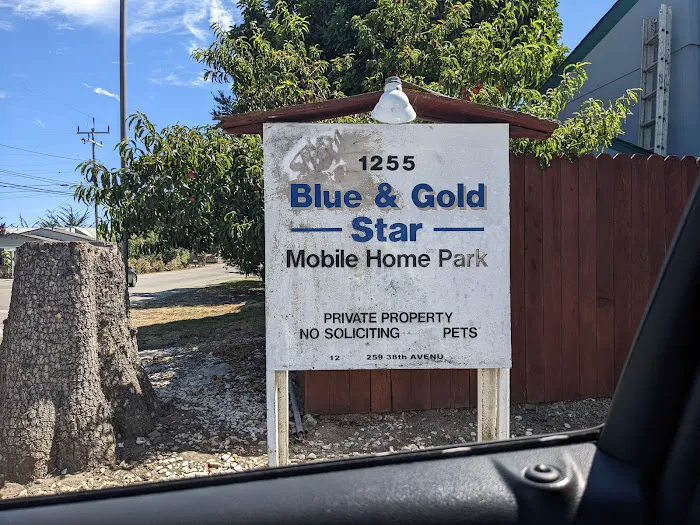 1255
Blue & Gold
Star
Mobile Home Park
PRIVATE PROPERTY
NO SOLICITING PETS
12 259 38th AVENU